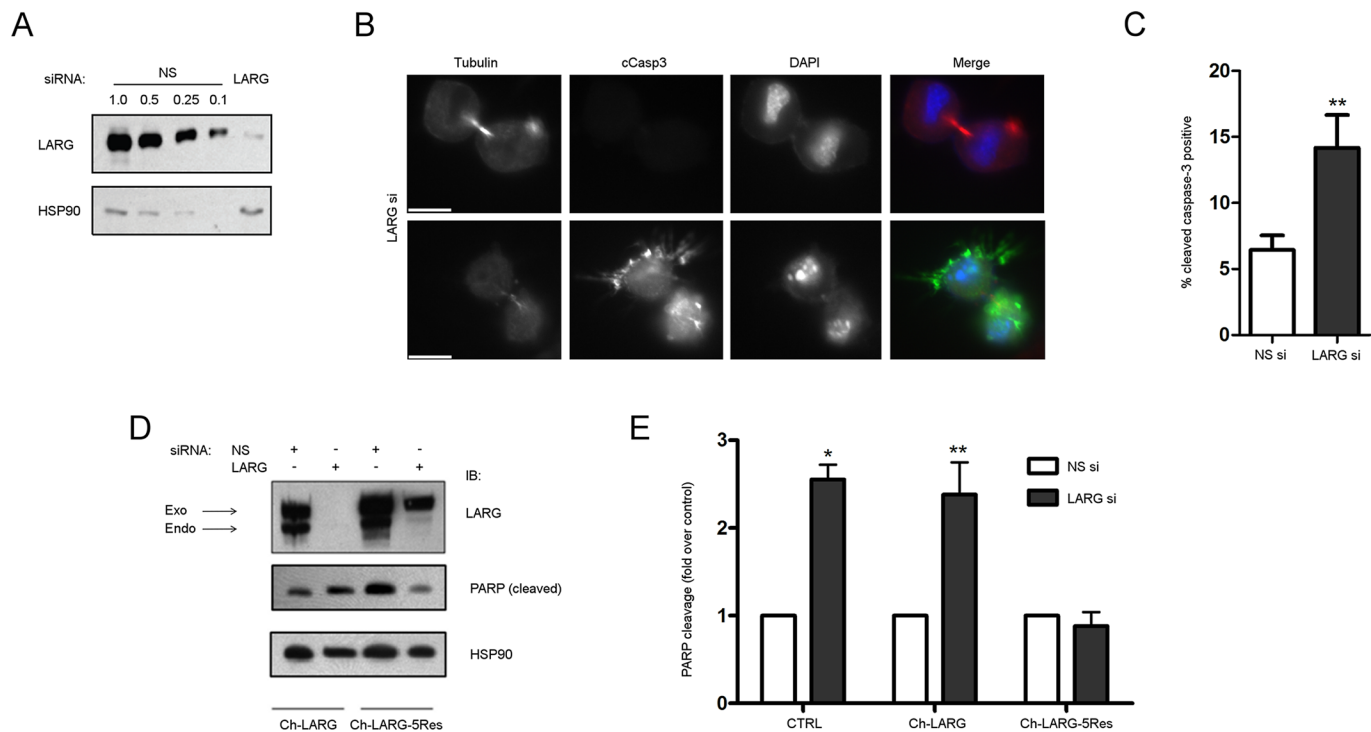 A
siRNA: NS LARG
1.0 0.5 0.25 0.1
LARG
HSP90
B
Tubulin cCasp3 DAPI Merge
LARG si
C
% cleaved caspase-3 positive
20
15
10
5
0
**
NS si LARG si
D
siRNA: NS + - + -
LARG - + - +
IB:
Exo
Endo
LARG
PARP (cleaved)
HSP90
Ch-LARG Ch-LARG-5Res
E
PARP cleavage (fold over control)
3
2
1
0
* **
NS si
LARG si
CTRL Ch-LARG Ch-LARG-5Res